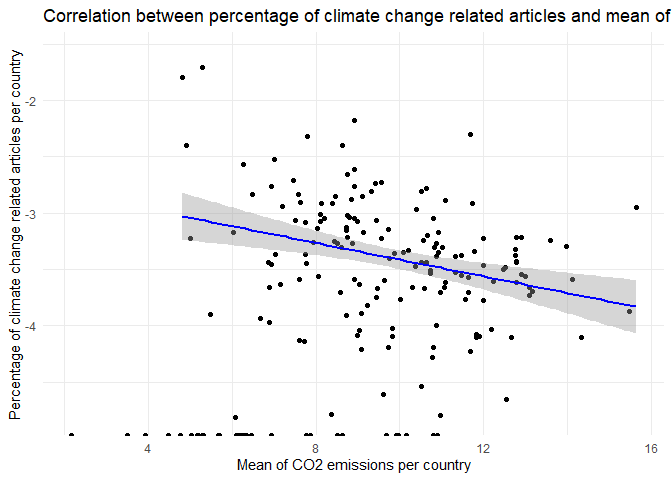 Correlation between percentage of climate change related articles and mean of
Percentage of climate change related articles per country
-2
-3
-4
4
8
12
16
Mean of CO2 emissions per country